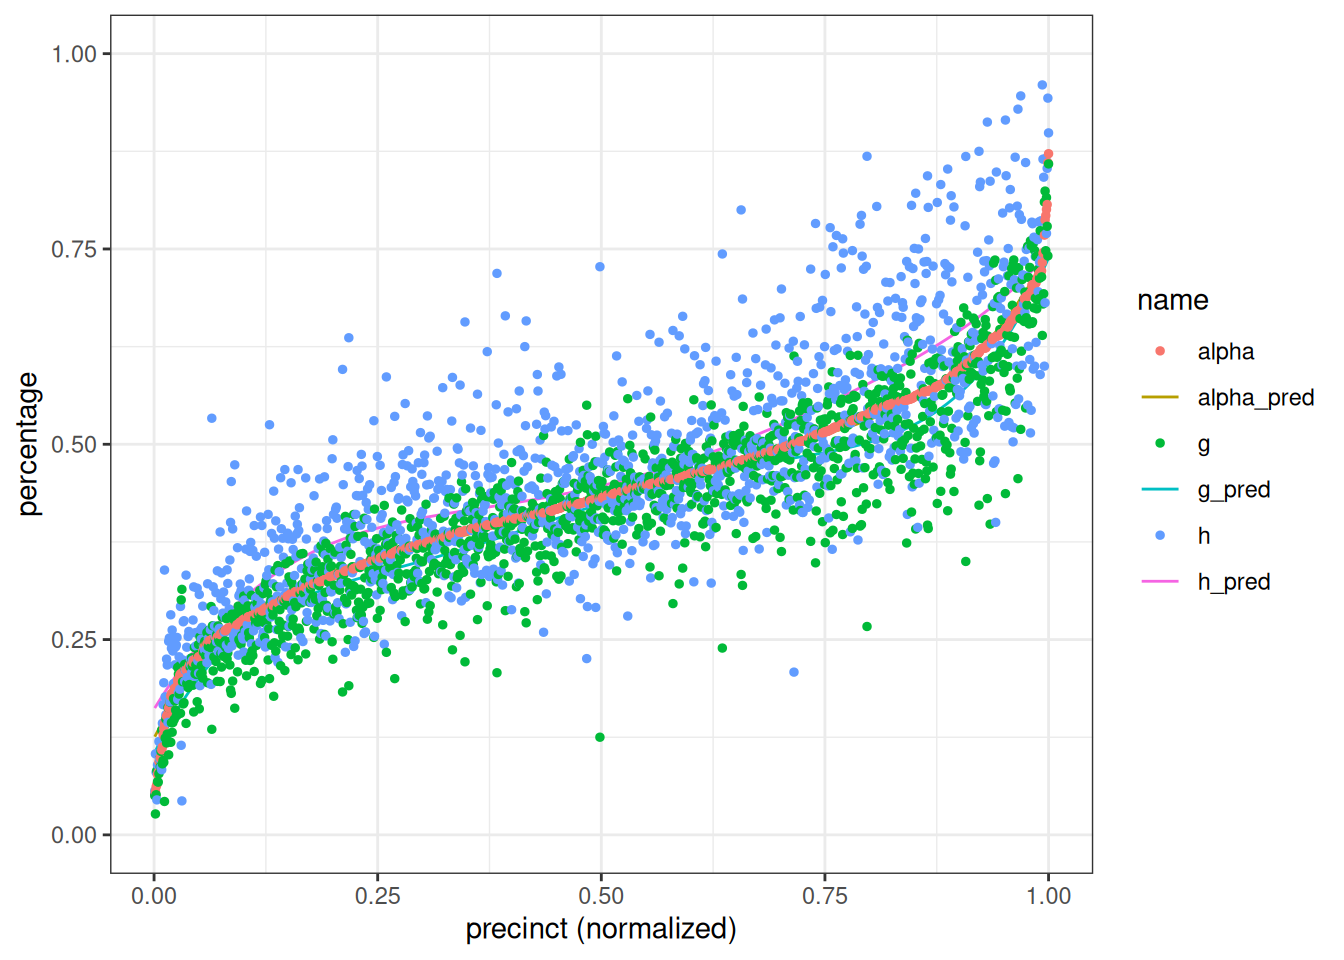 1.00
0.75
0.50
0.25
0.00
percentage
0.00 0.25 0.50 0.75 1.00
precinct (normalized)
name
alpha
alpha_pred
g
g_pred
h
h_pred